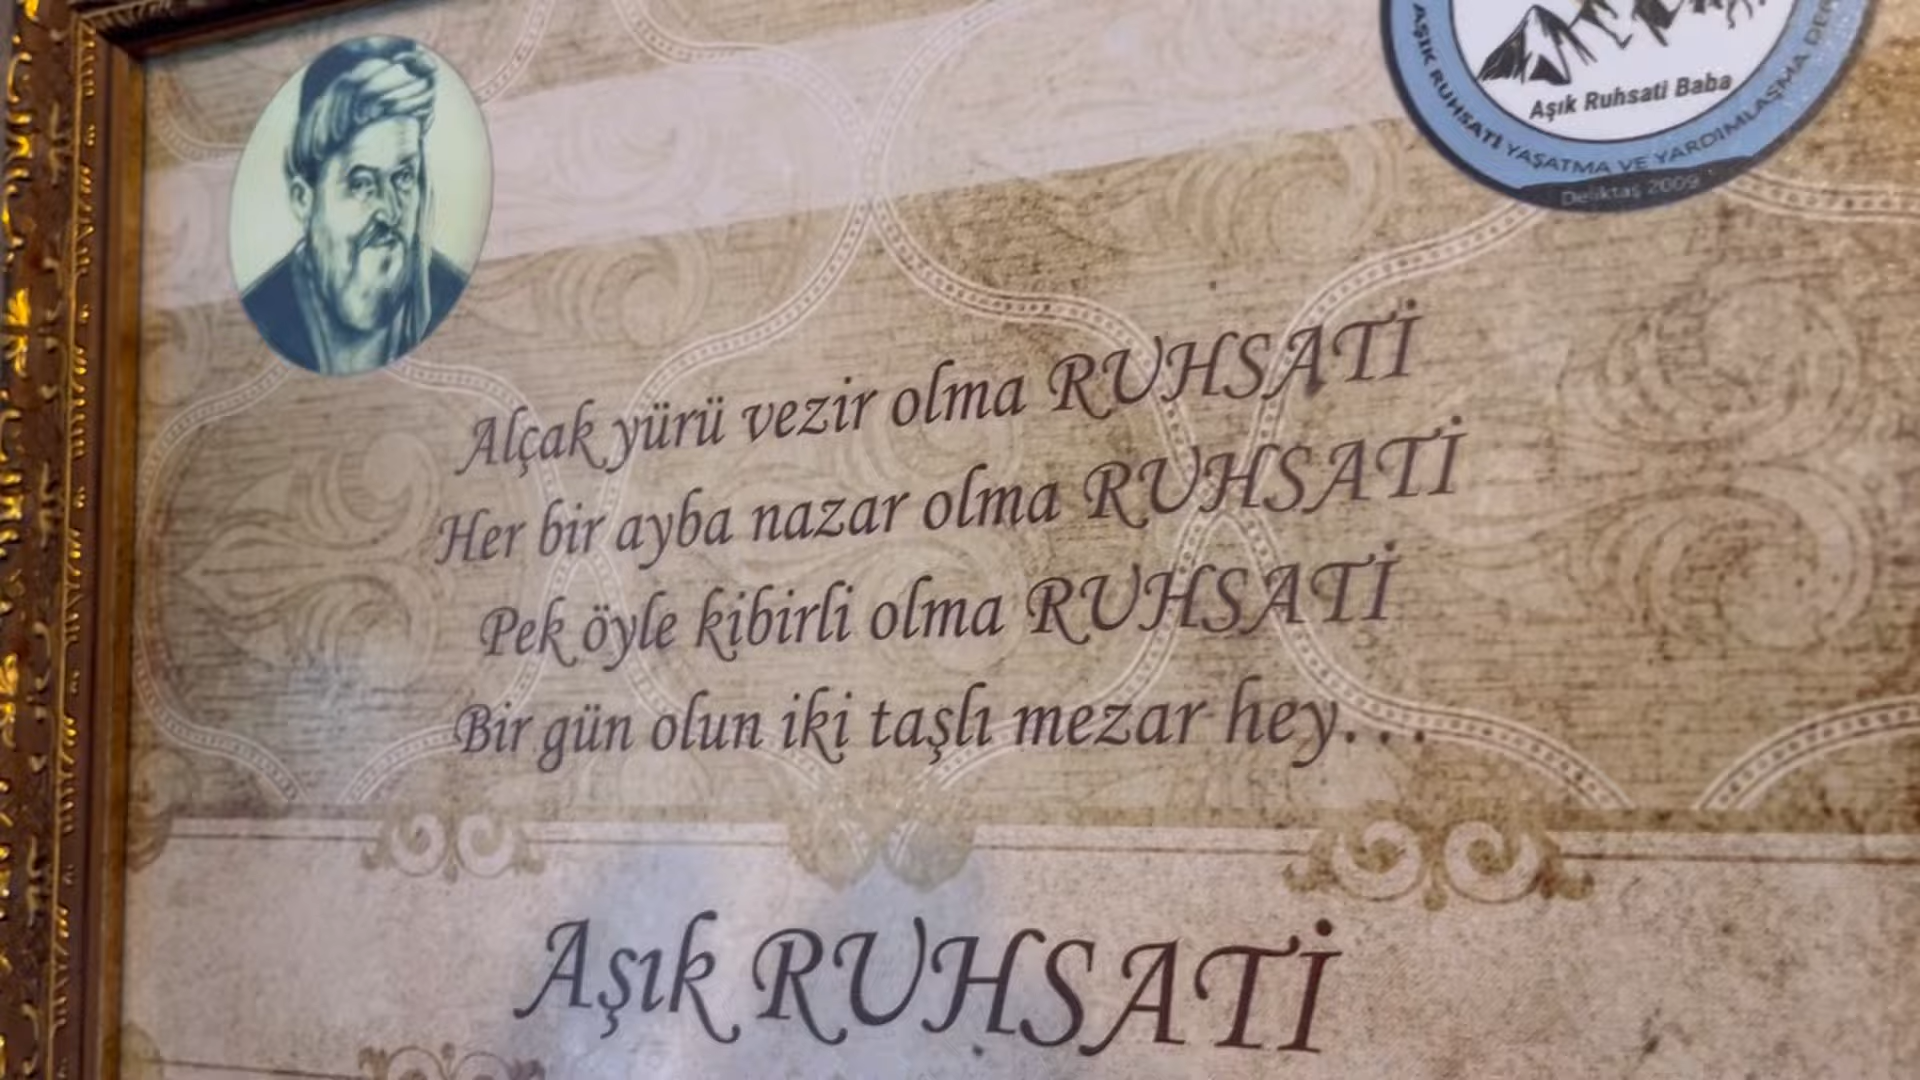 Aşık Ruhsati Baba
AŞIK RUHSATİ YAŞATMA VE YARDIMLAŞMA DER
Deliktaş 2009
Alçak yürü vezir olma RUHSATİ
Her bir ayba nazar olma RUHSATİ
Pek öyle kibirli olma RUHSATİ
Bir gün olun iki taşlı mezar hey...
Aşık RUHSATİ